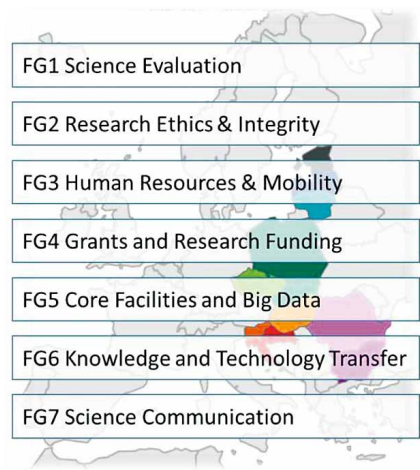 FG1 Science Evaluation
FG2 Research Ethics & Integrity
FG3 Human Resources & Mobility
FG4 Grants and Research Funding
FG5 Core Facilities and Big Data
FG6 Knowledge and Technology Transfer
FG7 Science Communication